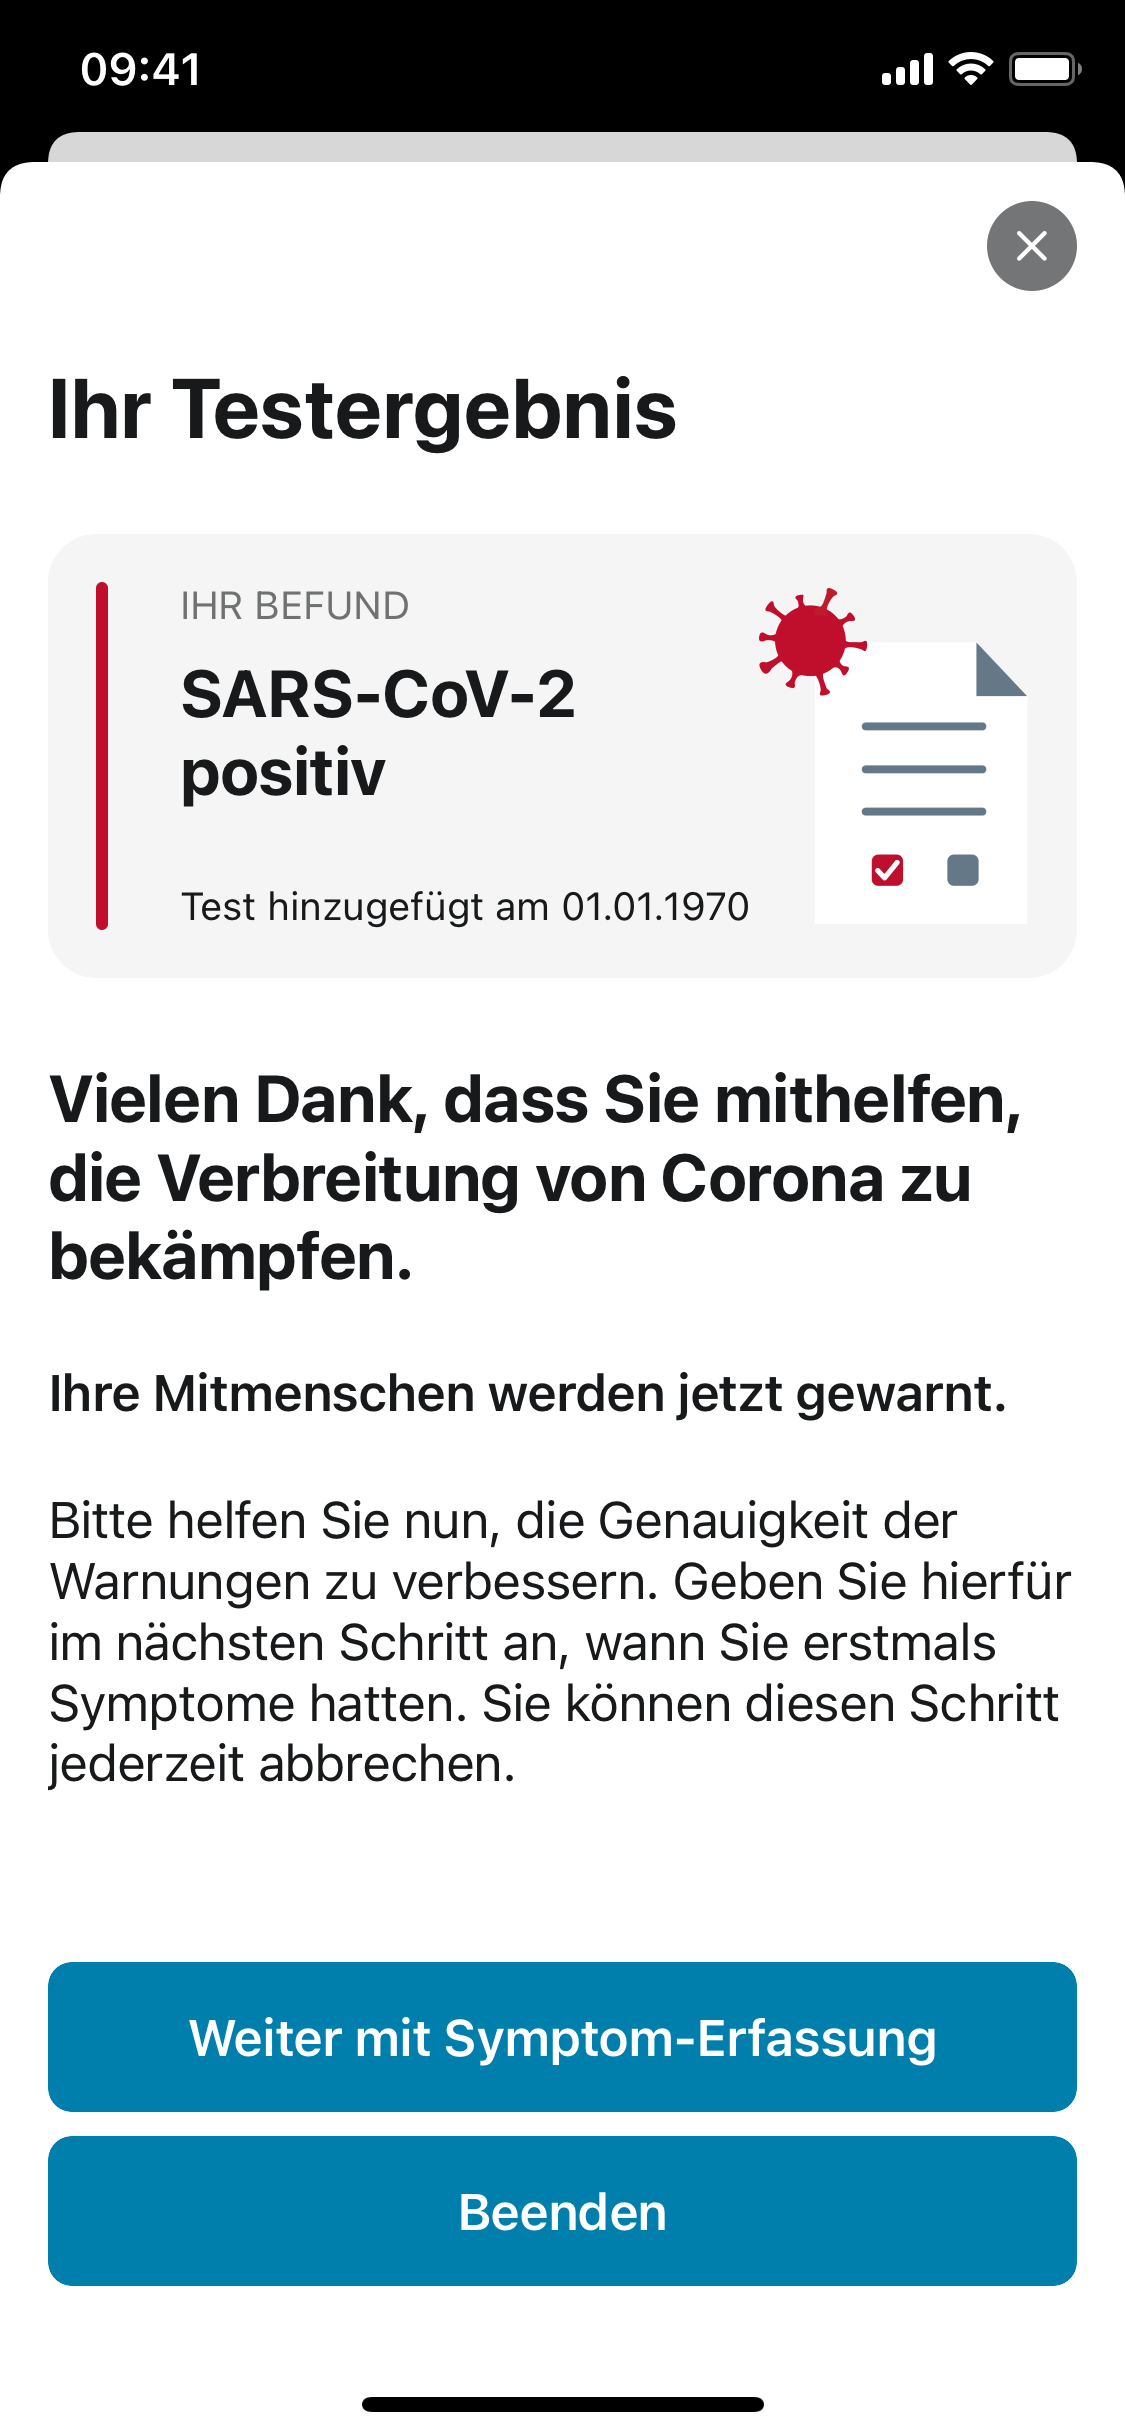 09:41
Ihr Testergebnis
IHR BEFUND
SARS-CoV-2
positiv
Test hinzugefügt am 01.01.1970
Vielen Dank, dass Sie mithelfen,
die Verbreitung von Corona zu
bekämpfen.
Ihre Mitmenschen werden jetzt gewarnt.
Bitte helfen Sie nun, die Genauigkeit der
Warnungen zu verbessern. Geben Sie hierfür
im nächsten Schritt an, wann Sie erstmals
Symptome hatten. Sie können diesen Schritt
jederzeit abbrechen.
Weiter mit Symptom-Erfassung
Beenden